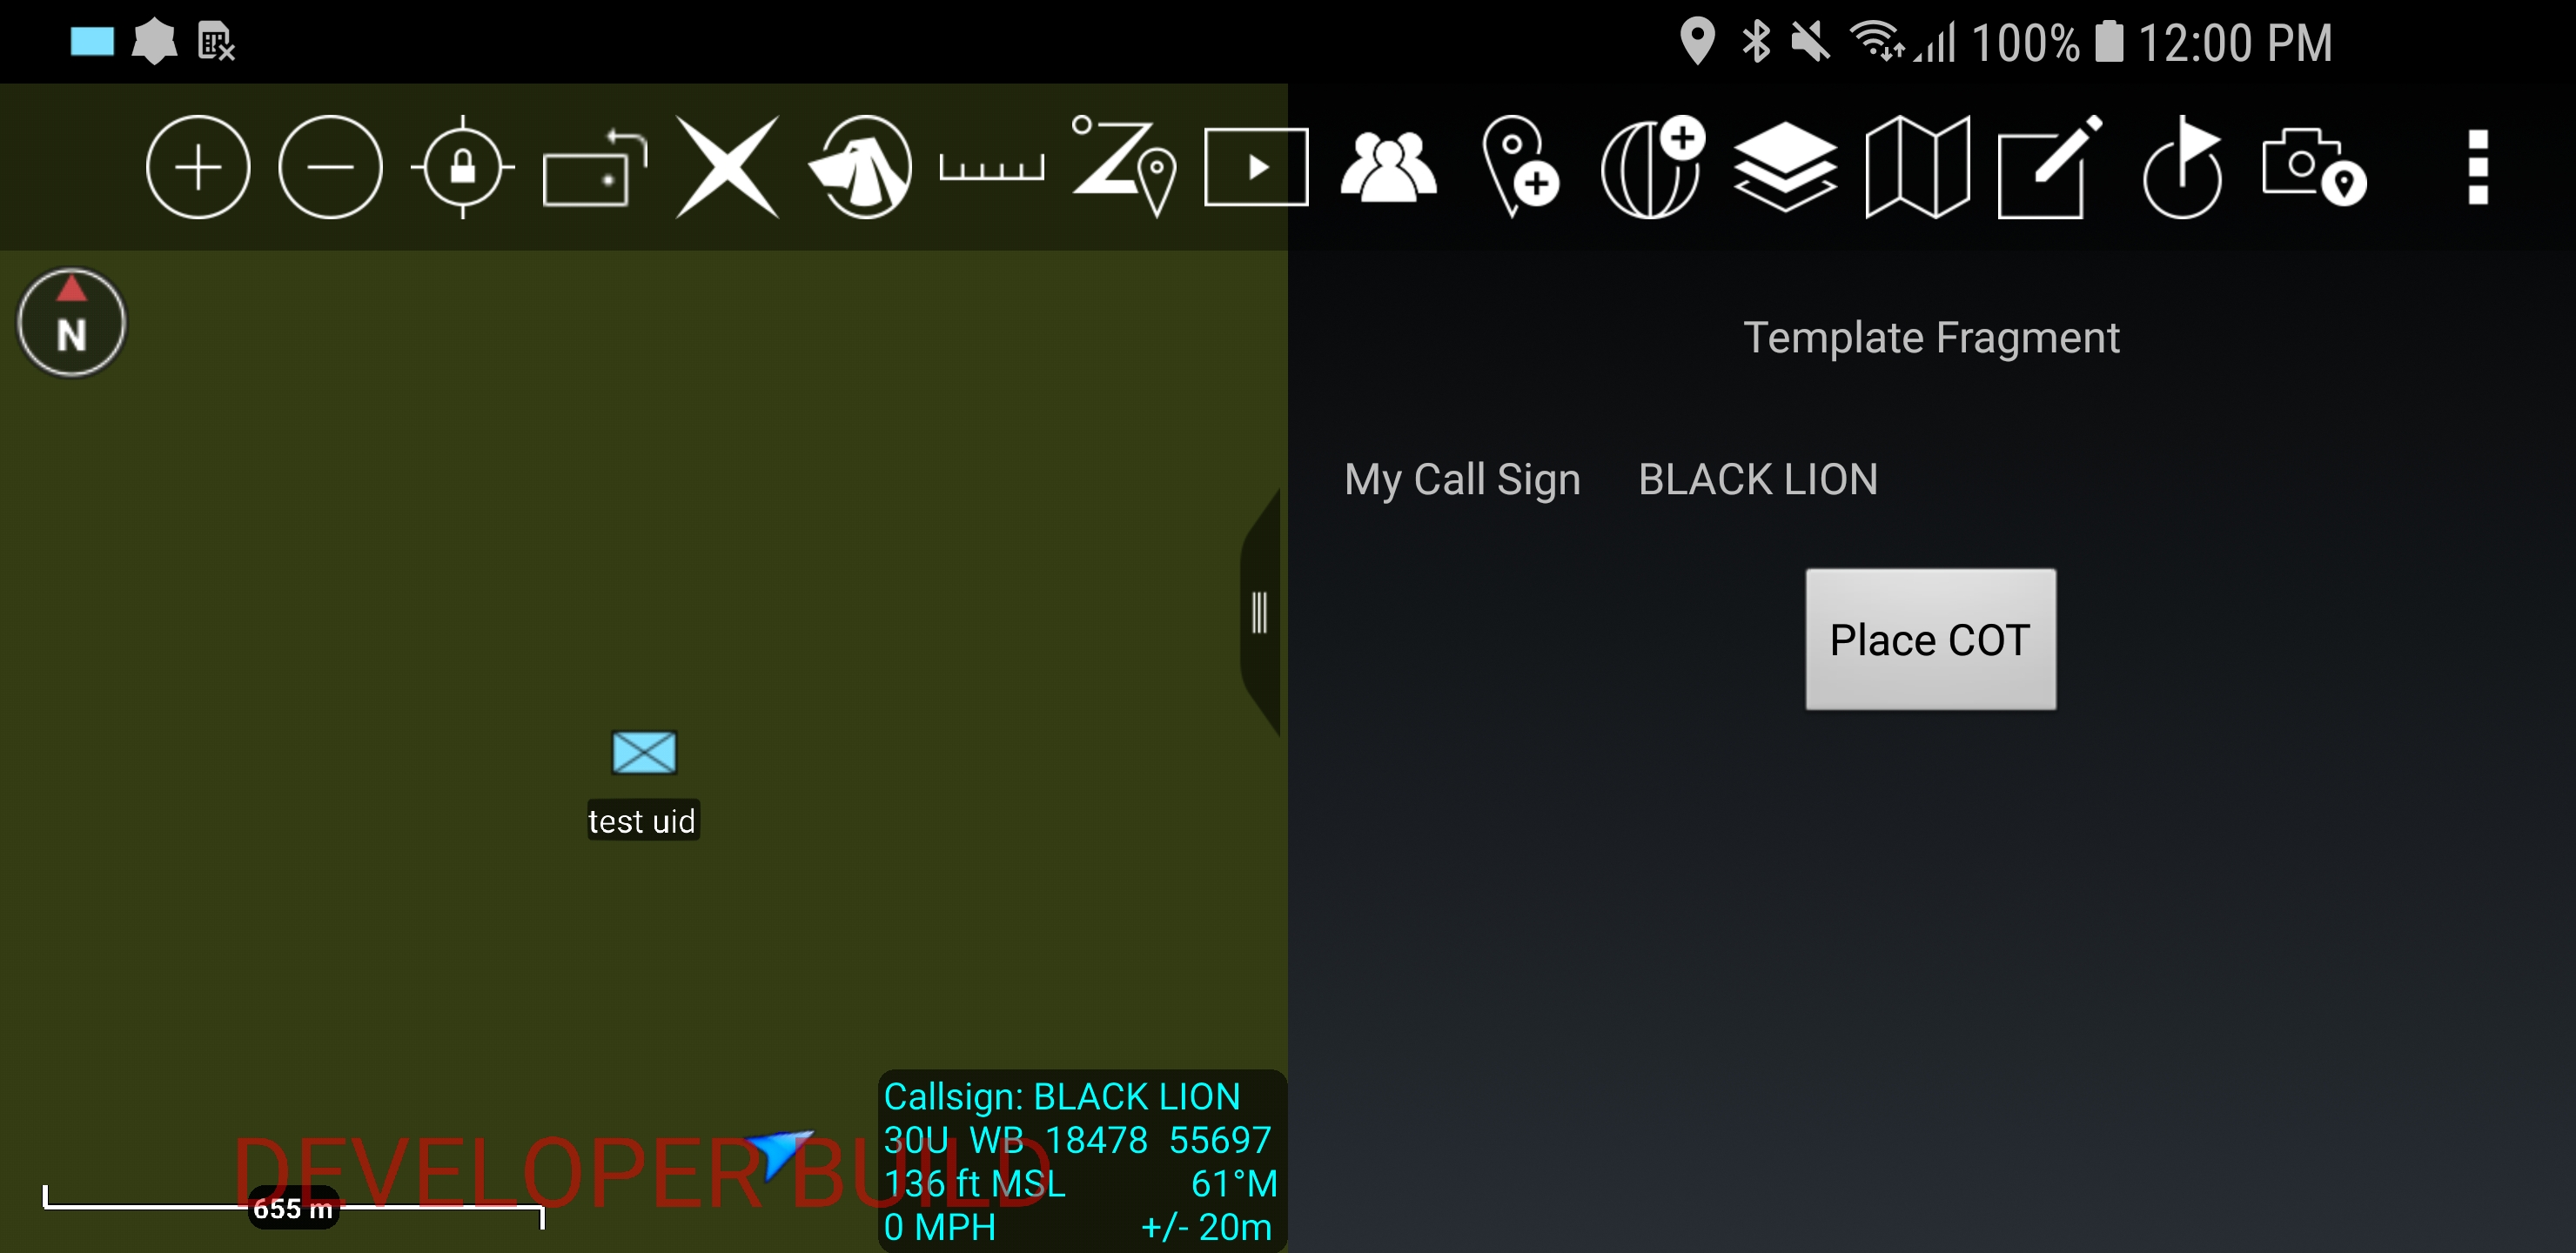 100% 12:00 PM
N
Template Fragment
My Call Sign BLACK LION
Place COT
test uid
Callsign: BLACK LION
30U WB 18478 55697
136 ft MSL 61°M
0 MPH +/- 20m
DEVELOPER BUILD
655 m